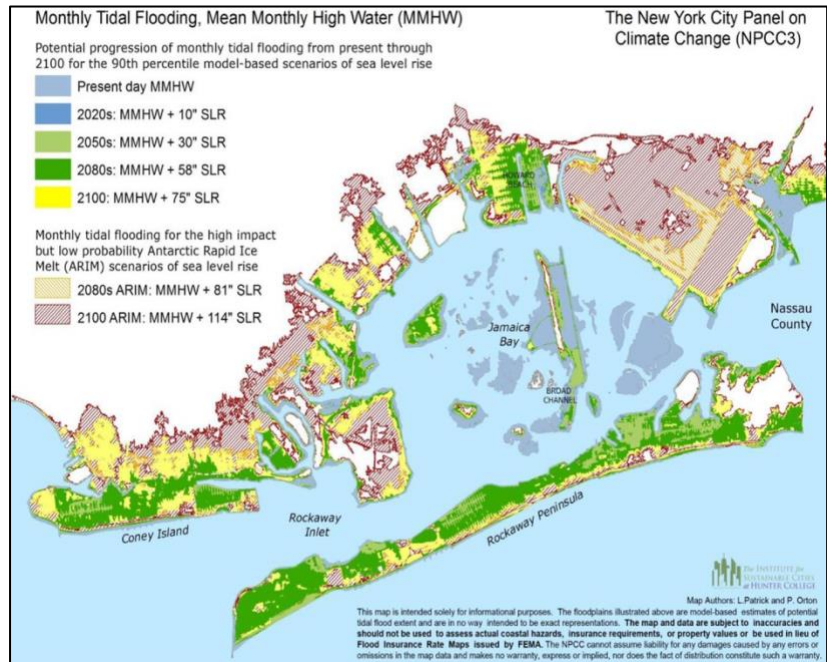 Monthly Tidal Flooding, Mean Monthly High Water (MMHW)
The New York City Panel on
Climate Change (NPCC3)
Potential progression of monthly tidal flooding from present through
2100 for the 90th percentile model-based scenarios of sea level rise
Present day MMHW
2020s: MMHW + 10" SLR
2050s: MMHW + 30" SLR
2080s: MMHW + 58" SLR
2100: MMHW + 75" SLR
Monthly tidal flooding for the high impact
but low probability Antarctic Rapid Ice
Melt (ARIM) scenarios of sea level rise
2080s ARIM: MMHW + 81" SLR
2100 ARIM: MMHW + 114" SLR
HOWARD
BEACH
Nassau
County
Jamaica
Bay
BROAD
CHANNEL
Coney Island
Rockaway
Inlet
Rockaway Peninsula
The INSTITUTE for
SUSTAINABLE CITIES
at HUNTER COLLEGE
Map Authors: L.Patrick and P. Orton
This map is intended solely for informational purposes. The floodplains illustrated above are model-based estimates of potential
tidal flood extent and are in no way intended to be exact representations. The map and data are subject to inaccuracies and
should not be used to assess actual coastal hazards, insurance requirements, or property values or be used in lieu of
Flood Insurance Rate Maps issued by FEMA. The NPCC cannot assume liability for any damages caused by any errors or
omissions in the map data and makes no warranty, express or implied, nor does the fact of distribution constitute such a warranty.